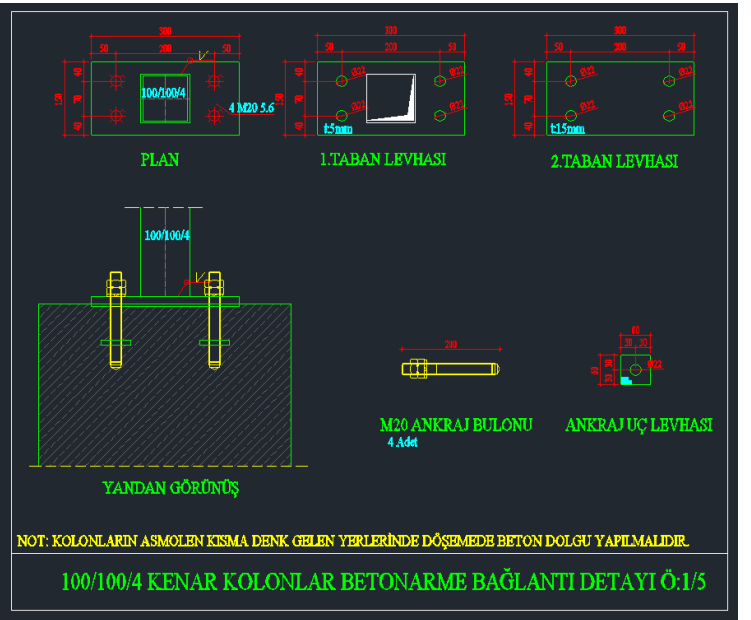 300
50 200 50
100/100/4
4 M20 5.6
150
40
70
40
PLAN
300
50 200 50
150
40
70
40
Ø22
Ø22
Ø22
Ø22
t:5mm
1.TABAN LEVHASI
300
50 200 50
150
40
70
40
Ø22
Ø22
Ø22
Ø22
t:15mm
2.TABAN LEVHASI
100/100/4
YANDAN GÖRÜNÜŞ
200
M20 ANKRAJ BULONU
4 Adet
60
30 30
60
30
30
Ø22
ANKRAJ UÇ LEVHASI
NOT: KOLONLARIN ASMOLEN KISMA DENK GELEN YERLERİNDE DÖŞEMEDE BETON DOLGU YAPILMALIDIR.
100/100/4 KENAR KOLONLAR BETONARME BAĞLANTI DETAYI Ö:1/5